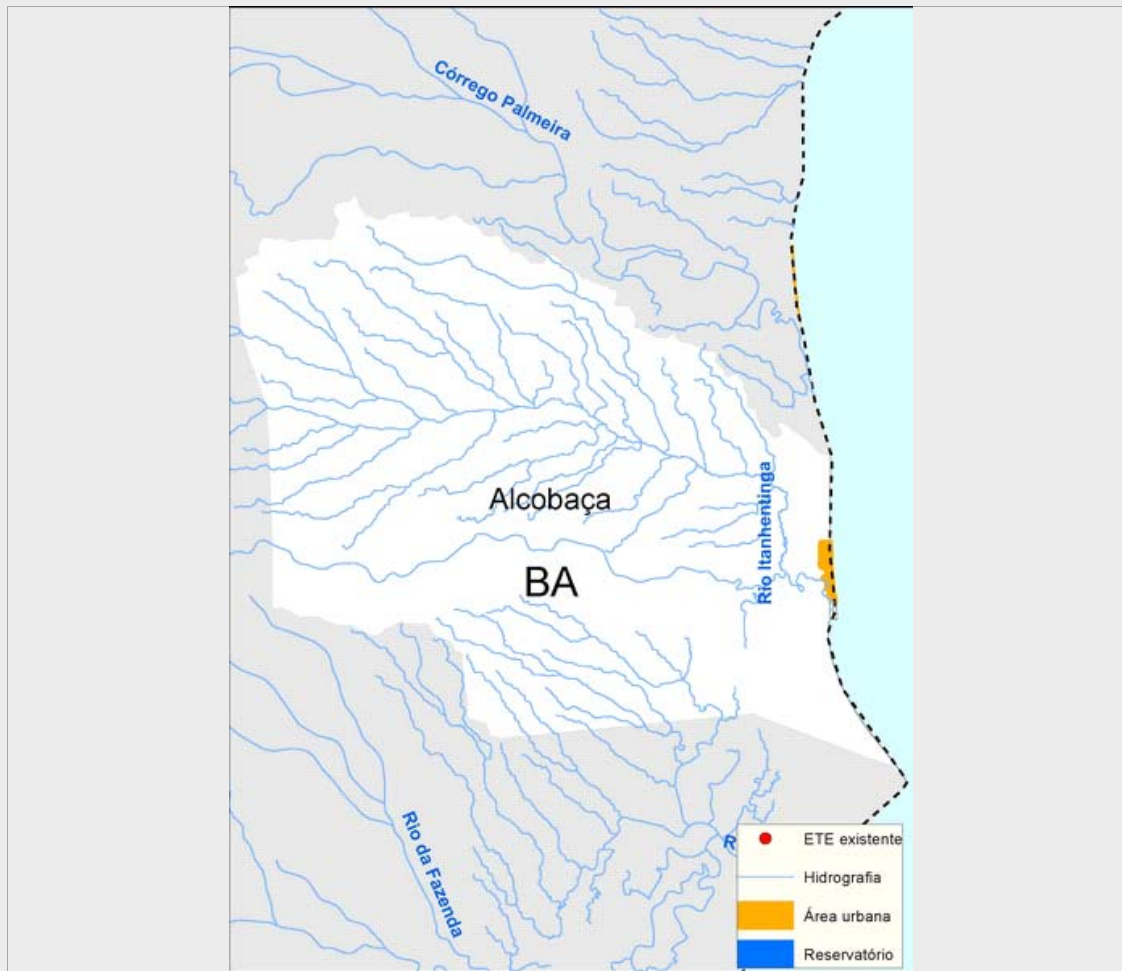 Córrego Palmeira
Alcobaça
Rio Itanhentinga
BA
Rio da Fazenda
R
ETE existente
Hidrografia
Área urbana
Reservatório